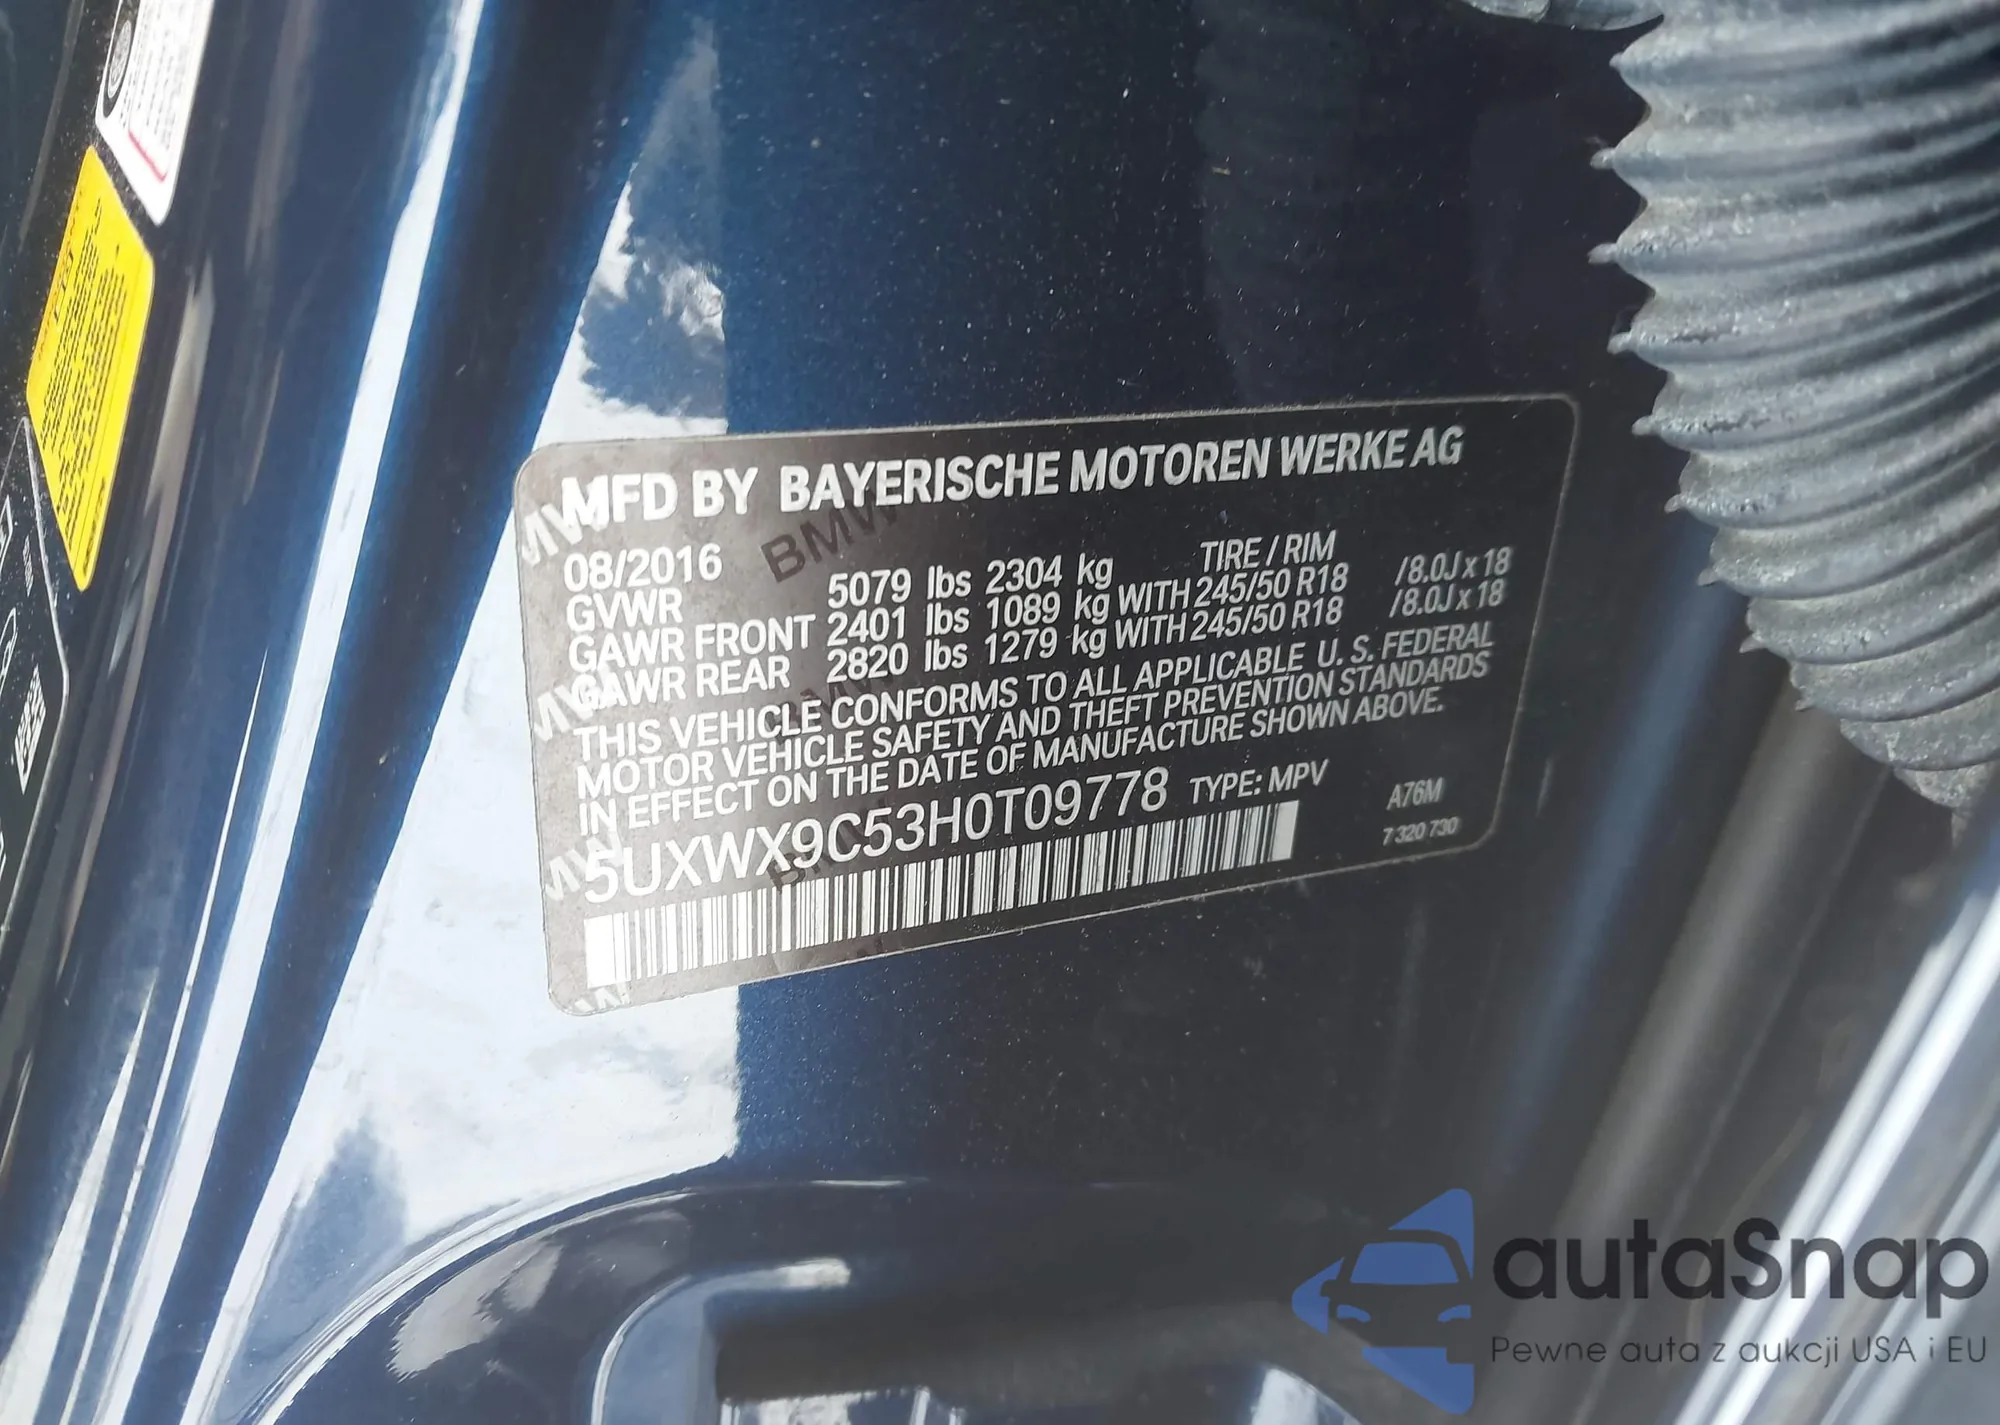 MFD BY BAYERISCHE MOTOREN WERKE AG
08/2016 TIRE / RIM
GVWR 5079 lbs 2304 kg
GAWR FRONT 2401 lbs 1089 kg WITH 245/50 R18 /8.0J x 18
GAWR REAR 2820 lbs 1279 kg WITH 245/50 R18 /8.0J x 18
THIS VEHICLE CONFORMS TO ALL APPLICABLE U. S. FEDERAL
MOTOR VEHICLE SAFETY AND THEFT PREVENTION STANDARDS
IN EFFECT ON THE DATE OF MANUFACTURE SHOWN ABOVE.
5UXWX9C53H0T09778 TYPE: MPV A76M
7 320 730
BMW
BMW
BMW
autaSnap
Pewne auta z aukcji USA i EU